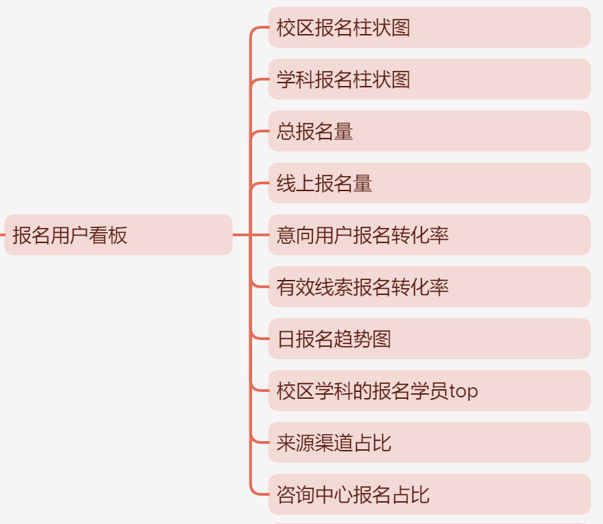 校区报名柱状图
学科报名柱状图
总报名量
线上报名量
报名用户看板
意向用户报名转化率
有效线索报名转化率
日报名趋势图
校区学科的报名学员top
来源渠道占比
咨询中心报名占比